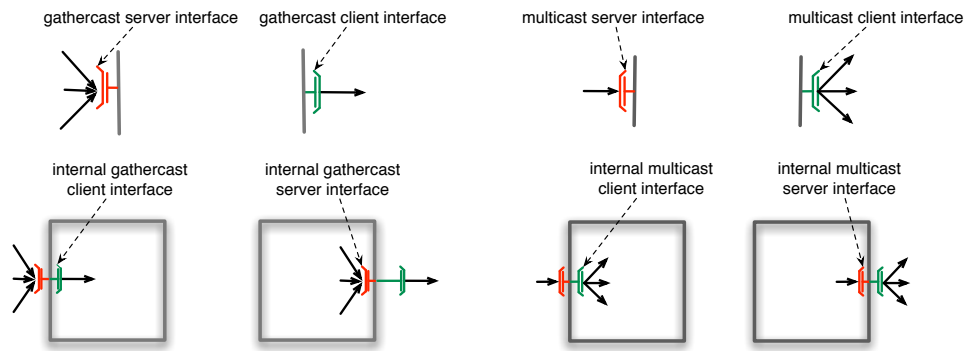 gathercast server interface
gathercast client interface
multicast server interface
multicast client interface
internal gathercast
client interface
internal gathercast
server interface
internal multicast
client interface
internal multicast
server interface